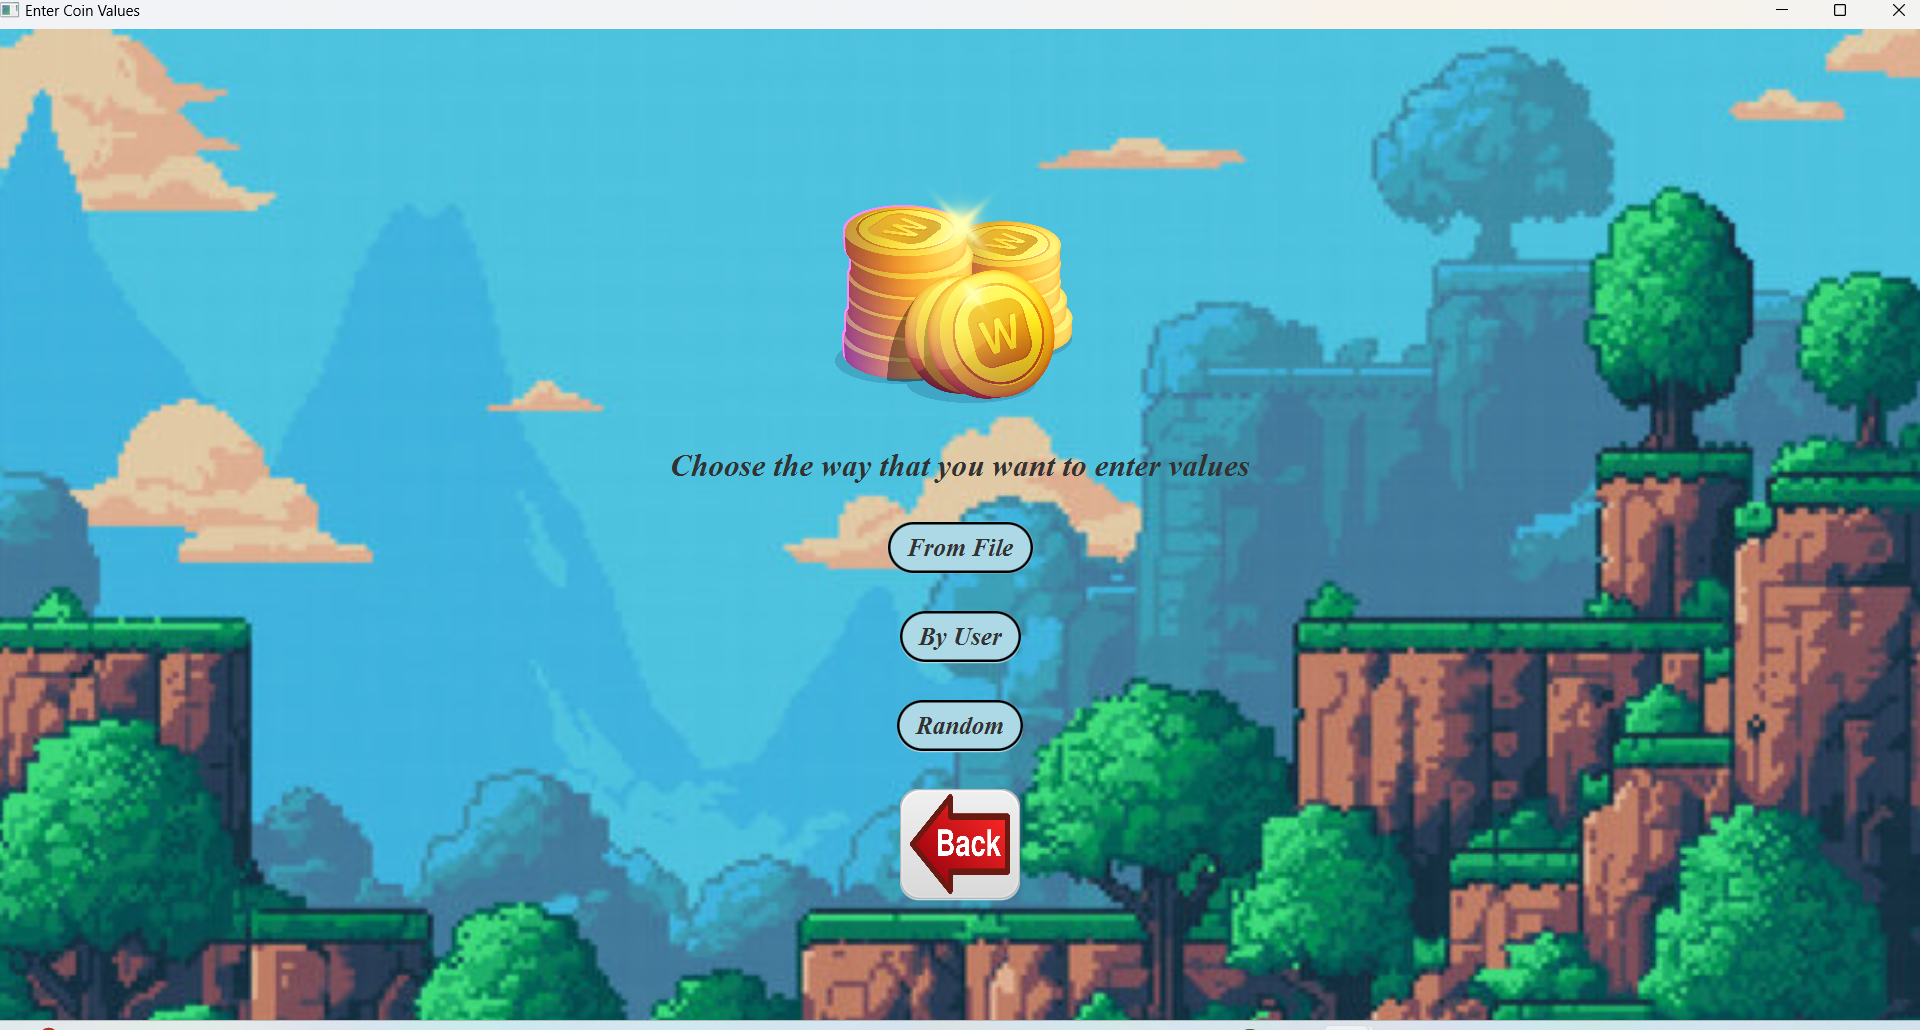 Enter Coin Values
W W
W
Choose the way that you want to enter values
From File
By User
Random
Back